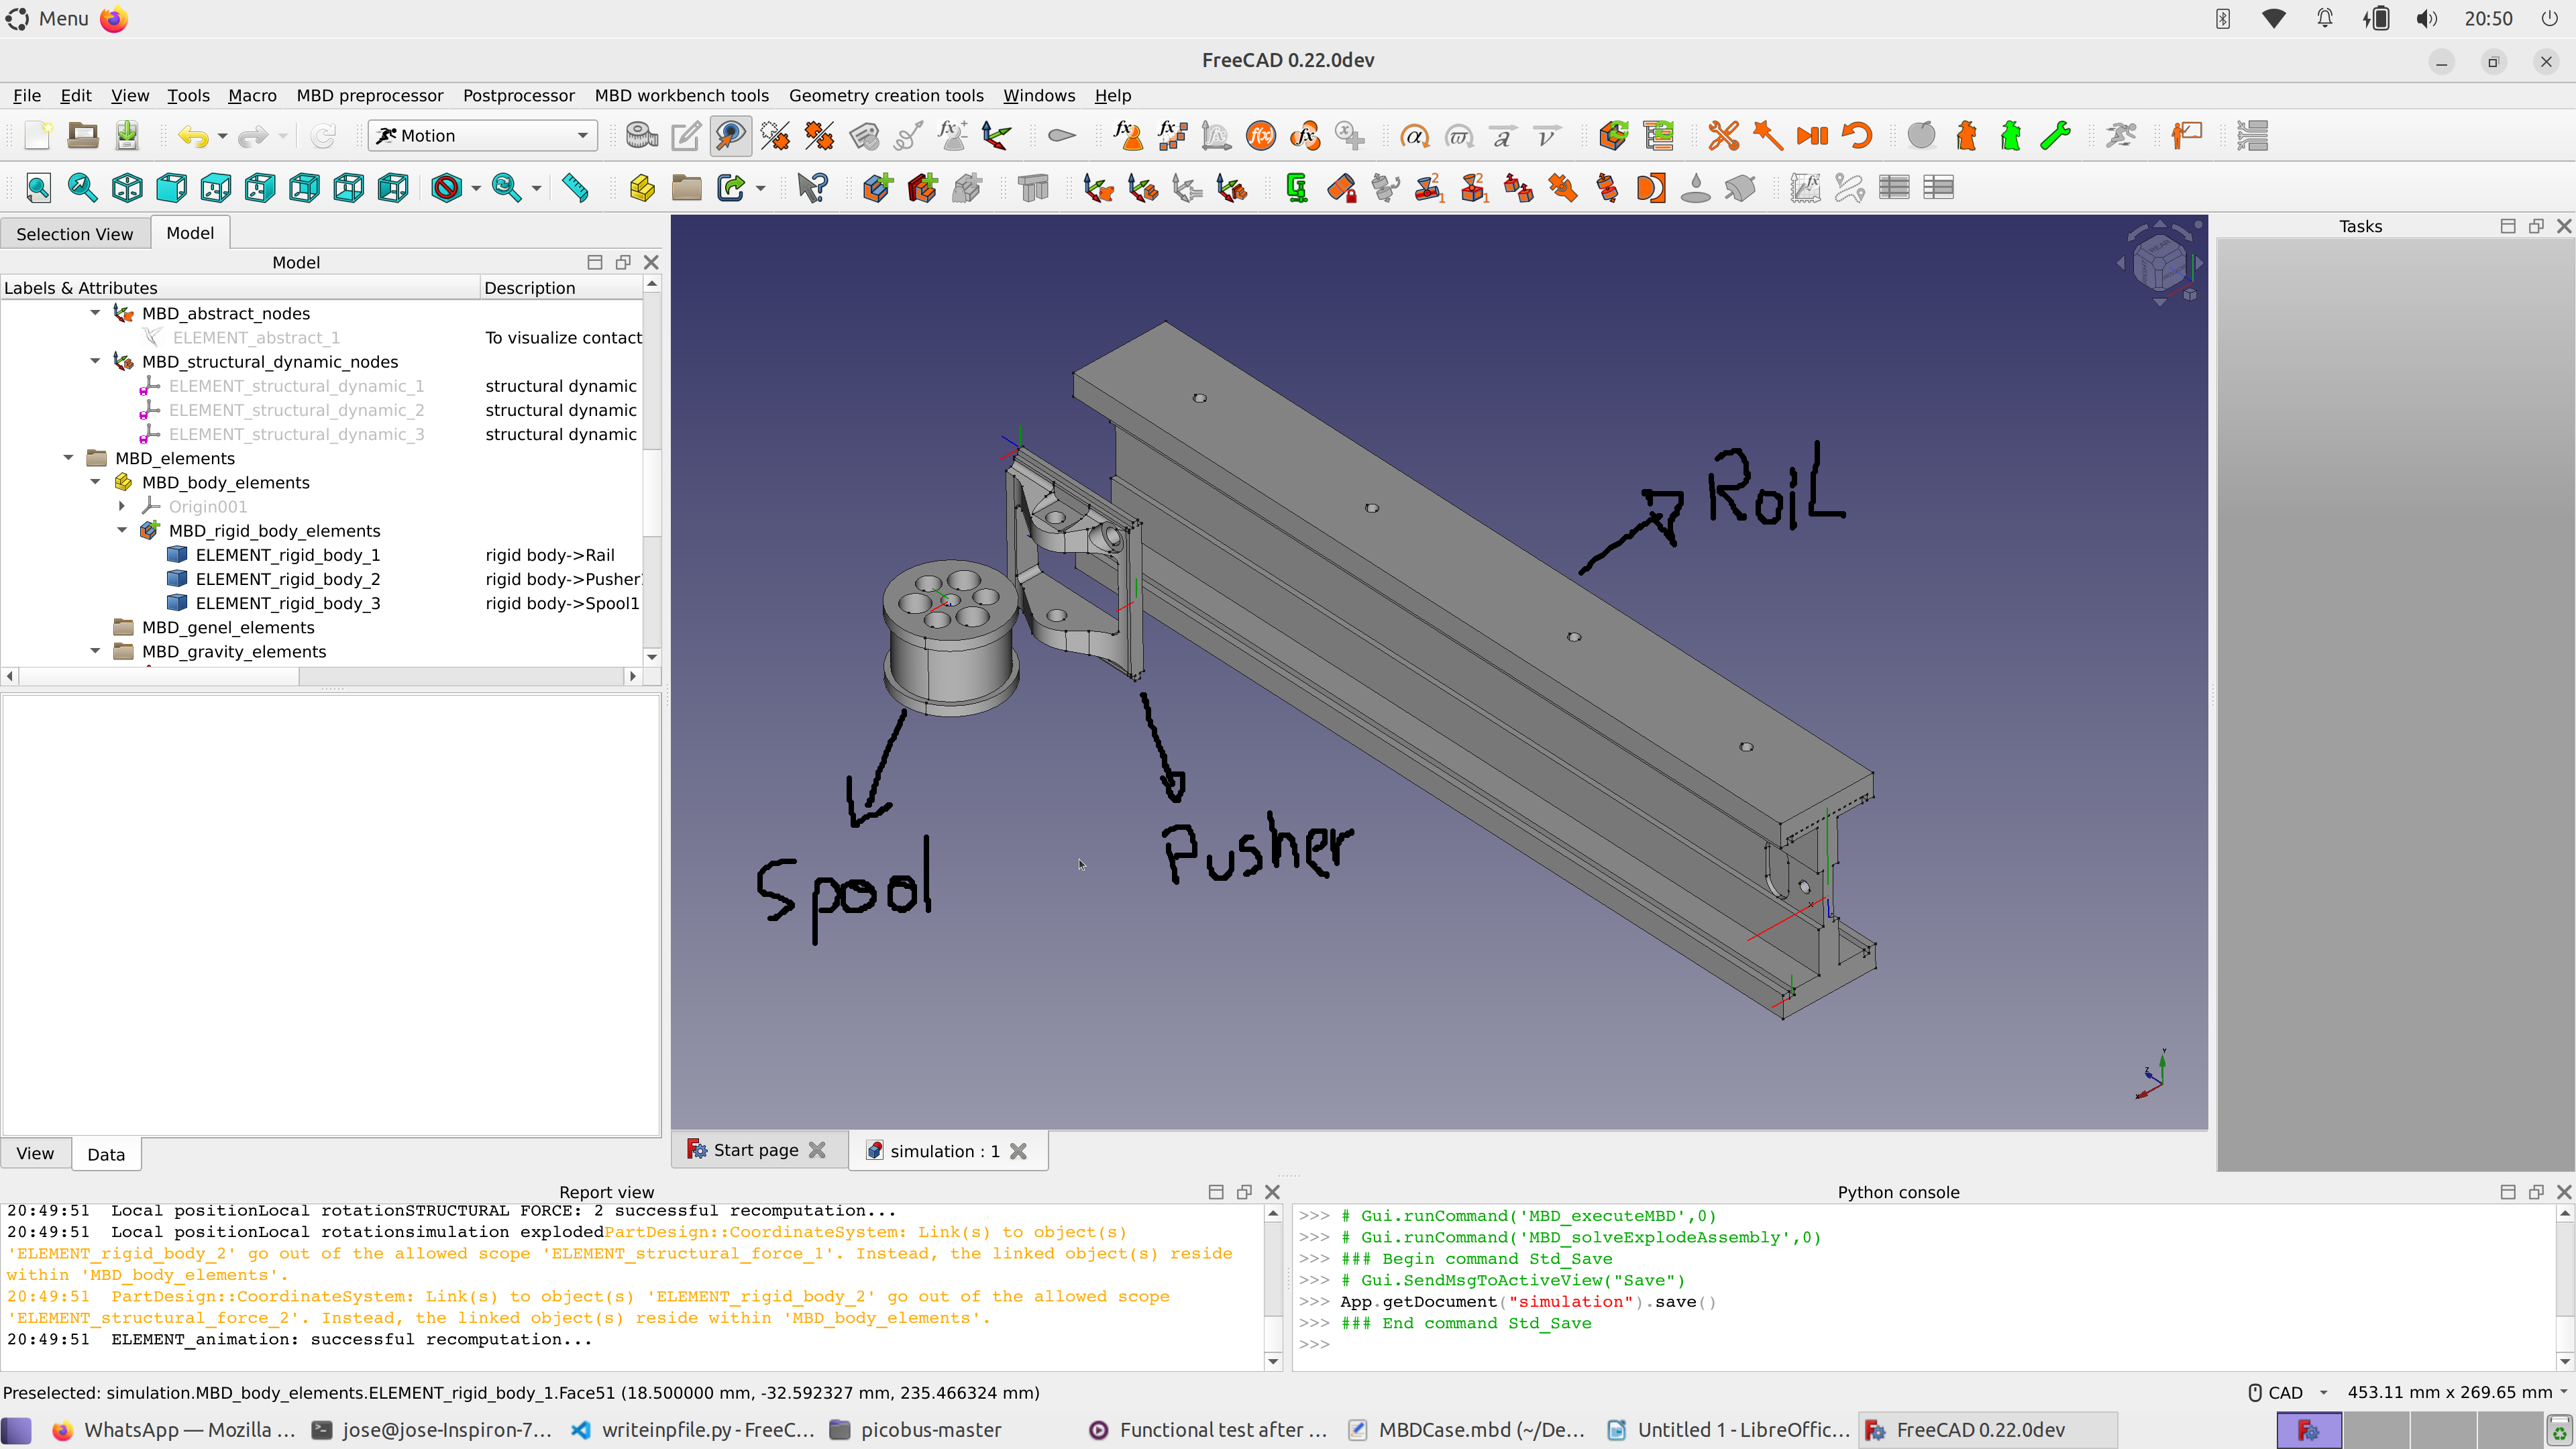 Menu
20:50
FreeCAD 0.22.0dev
File Edit View Tools Macro MBD preprocessor Postprocessor MBD workbench tools Geometry creation tools Windows Help
Motion
Selection View Model
Model
Labels & Attributes Description
MBD_abstract_nodes
ELEMENT_abstract_1 To visualize contact
MBD_structural_dynamic_nodes
ELEMENT_structural_dynamic_1 structural dynamic
ELEMENT_structural_dynamic_2 structural dynamic
ELEMENT_structural_dynamic_3 structural dynamic
MBD_elements
MBD_body_elements
Origin001
MBD_rigid_body_elements
ELEMENT_rigid_body_1 rigid body->Rail
ELEMENT_rigid_body_2 rigid body->Pusher
ELEMENT_rigid_body_3 rigid body->Spool1
MBD_genel_elements
MBD_gravity_elements
View Data
Tasks
RaiL
Pusher
Spool
Start page
simulation : 1
Report view
20:49:51 Local positionLocal rotationSTRUCTURAL FORCE: 2 successful recomputation...
20:49:51 Local positionLocal rotationsimulation explodedPartDesign::CoordinateSystem: Link(s) to object(s)
'ELEMENT_rigid_body_2' go out of the allowed scope 'ELEMENT_structural_force_1'. Instead, the linked object(s) reside
within 'MBD_body_elements'.
20:49:51 PartDesign::CoordinateSystem: Link(s) to object(s) 'ELEMENT_rigid_body_2' go out of the allowed scope
'ELEMENT_structural_force_2'. Instead, the linked object(s) reside within 'MBD_body_elements'.
20:49:51 ELEMENT_animation: successful recomputation...
Python console
>>> # Gui.runCommand('MBD_executeMBD',0)
>>> # Gui.runCommand('MBD_solveExplodeAssembly',0)
>>> ### Begin command Std_Save
>>> # Gui.SendMsgToActiveView("Save")
>>> App.getDocument("simulation").save()
>>> ### End command Std_Save
>>>
Preselected: simulation.MBD_body_elements.ELEMENT_rigid_body_1.Face51 (18.500000 mm, -32.592327 mm, 235.466324 mm)
CAD 453.11 mm x 269.65 mm
WhatsApp — Mozilla ... jose@jose-Inspiron-7... writeinpfile.py - FreeC... picobus-master Functional test after ... MBDCase.mbd (~/De... Untitled 1 - LibreOffic... FreeCAD 0.22.0dev